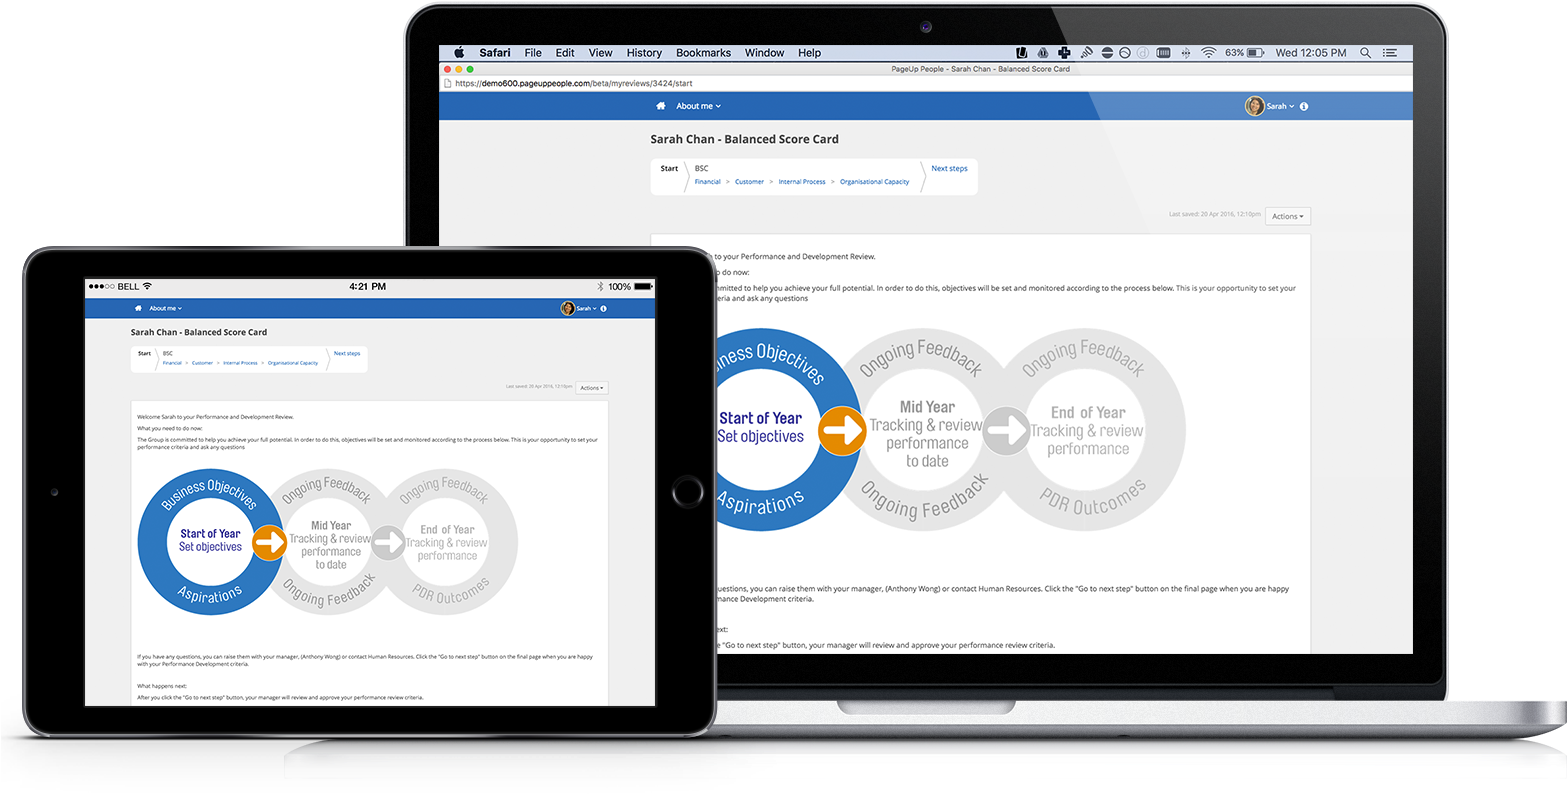 Safari File Edit View History Bookmarks Window Help 63% Wed 12:05 PM
PageUp People - Sarah Chan - Balanced Score Card
https://demo600.pageuppeople.com/beta/myreviews/3424/start
About me Sarah
Sarah Chan - Balanced Score Card
Start BSC Next steps
Financial > Customer > Internal Process > Organisational Capacity
Last saved: 20 Apr 2016, 12:10pm Actions
to your Performance and Development Review.
do now:
mitted to help you achieve your full potential. In order to do this, objectives will be set and monitored according to the process below. This is your opportunity to set your
eria and ask any questions
iness Objectives
Start of Year
Set objectives
Aspirations
Ongoing Feedback
Mid Year
Tracking & review
performance
to date
Ongoing Feedback
Ongoing Feedback
End of Year
Tracking & review
performance
PDR Outcomes
uestions, you can raise them with your manager, (Anthony Wong) or contact Human Resources. Click the "Go to next step" button on the final page when you are happy
mance Development criteria.
ext:
e "Go to next step" button, your manager will review and approve your performance review criteria.
BELL 4:21 PM 100%
About me Sarah
Sarah Chan - Balanced Score Card
Start BSC Next steps
Financial > Customer > Internal Process > Organisational Capacity
Last saved: 20 Apr 2016, 12:10pm Actions
Welcome Sarah to your Performance and Development Review.
What you need to do now:
The Group is committed to help you achieve your full potential. In order to do this, objectives will be set and monitored according to the process below. This is your opportunity to set your
performance criteria and ask any questions
Business Objectives
Start of Year
Set objectives
Aspirations
Ongoing Feedback
Mid Year
Tracking & review
performance
to date
Ongoing Feedback
Ongoing Feedback
End of Year
Tracking & review
performance
PDR Outcomes
If you have any questions, you can raise them with your manager, (Anthony Wong) or contact Human Resources. Click the "Go to next step" button on the final page when you are happy
with your Performance Development criteria.
What happens next:
After you click the "Go to next step" button, your manager will review and approve your performance review criteria.